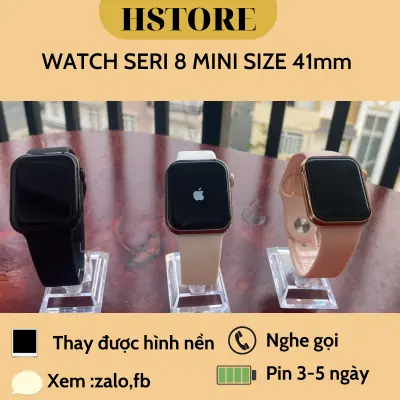 HSTORE
WATCH SERI 8 MINI SIZE 41mm
Thay được hình nền
Nghe gọi
Xem :zalo,fb
Pin 3-5 ngày